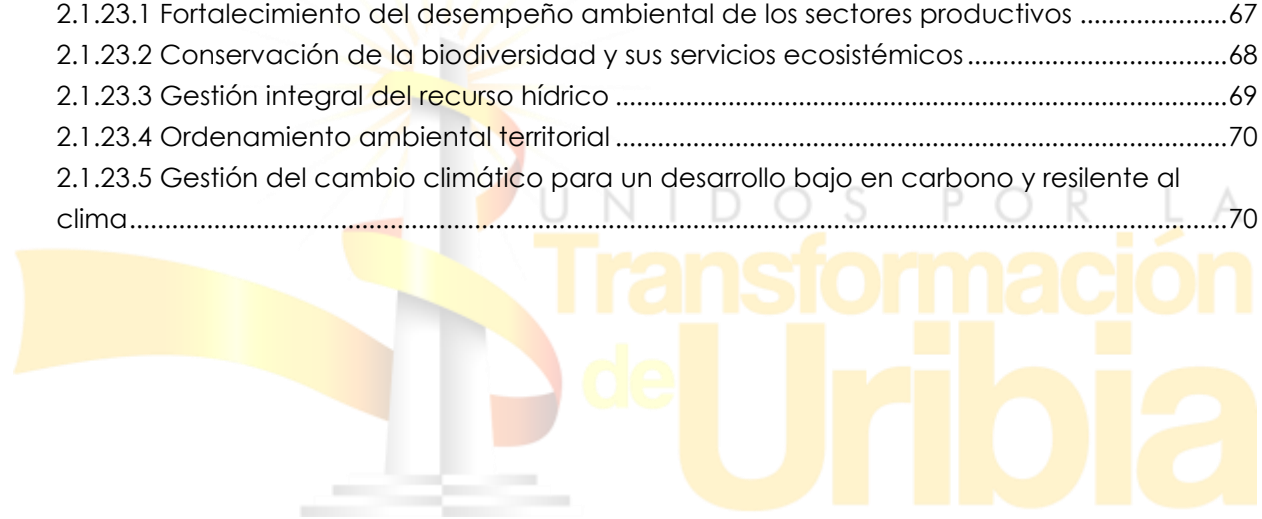 2.1.23.1 Fortalecimiento del desempeño ambiental de los sectores productivos ......................67
2.1.23.2 Conservación de la biodiversidad y sus servicios ecosistémicos.......................................68
2.1.23.3 Gestión integral del recurso hídrico ............................................................................................69
2.1.23.4 Ordenamiento ambiental territorial ............................................................................................70
2.1.23.5 Gestión del cambio climático para un desarrollo bajo en carbono y resilente al
clima....................................................................................................................................................................70
UNIDOS POR LA
Transformación
de Uribia